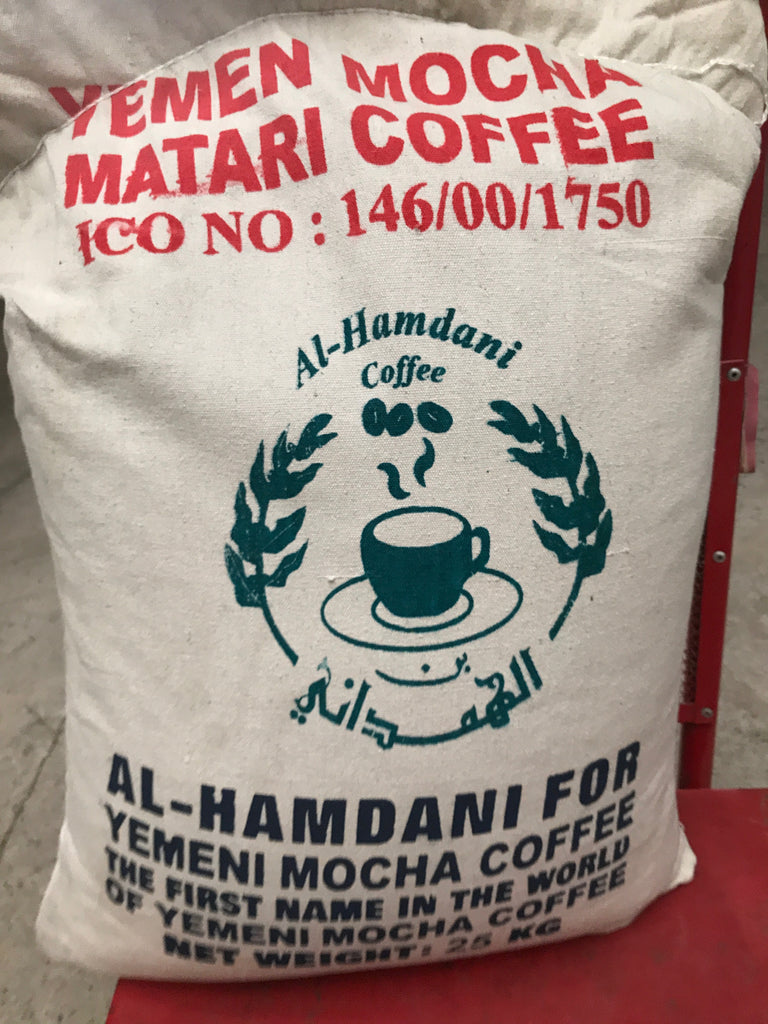 YEMEN MOCHA
MATARI COFFEE
ICO NO : 146/00/1750
Al-Hamdani
Coffee
بن
الهمداني
AL-HAMDANI FOR
YEMENI MOCHA COFFEE
THE FIRST NAME IN THE WORLD
OF YEMENI MOCHA COFFEE
NET WEIGHT: 25 KG